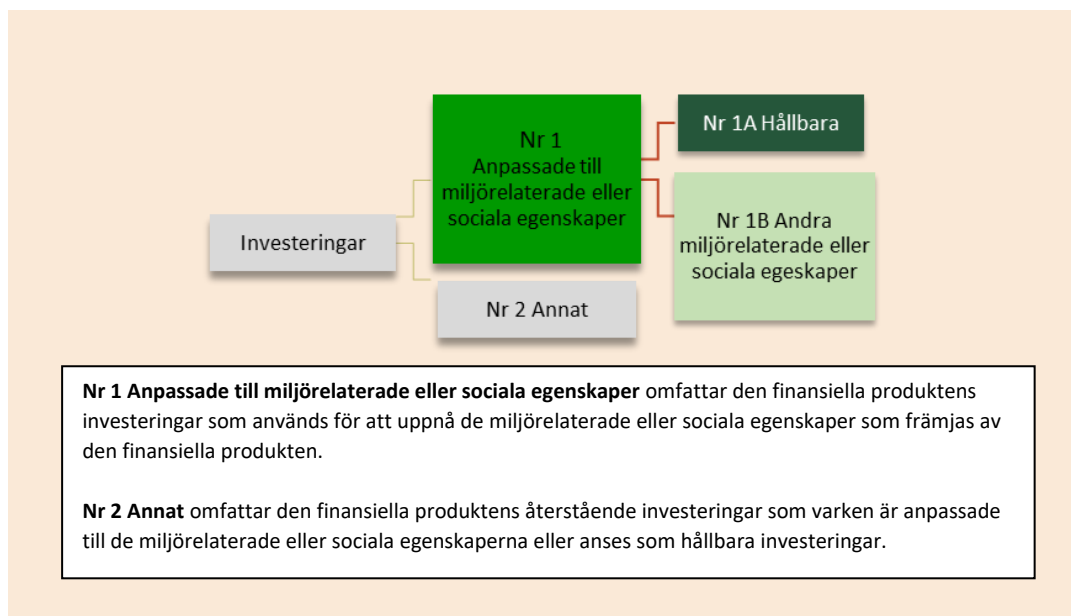 Nr 1
Anpassade till
miljörelaterade eller
sociala egenskaper
Nr 1A Hållbara
Nr 1B Andra
miljörelaterade eller
sociala egeskaper
Investeringar
Nr 2 Annat
Nr 1 Anpassade till miljörelaterade eller sociala egenskaper omfattar den finansiella produktens
investeringar som används för att uppnå de miljörelaterade eller sociala egenskaper som främjas av
den finansiella produkten.
Nr 2 Annat omfattar den finansiella produktens återstående investeringar som varken är anpassade
till de miljörelaterade eller sociala egenskaperna eller anses som hållbara investeringar.